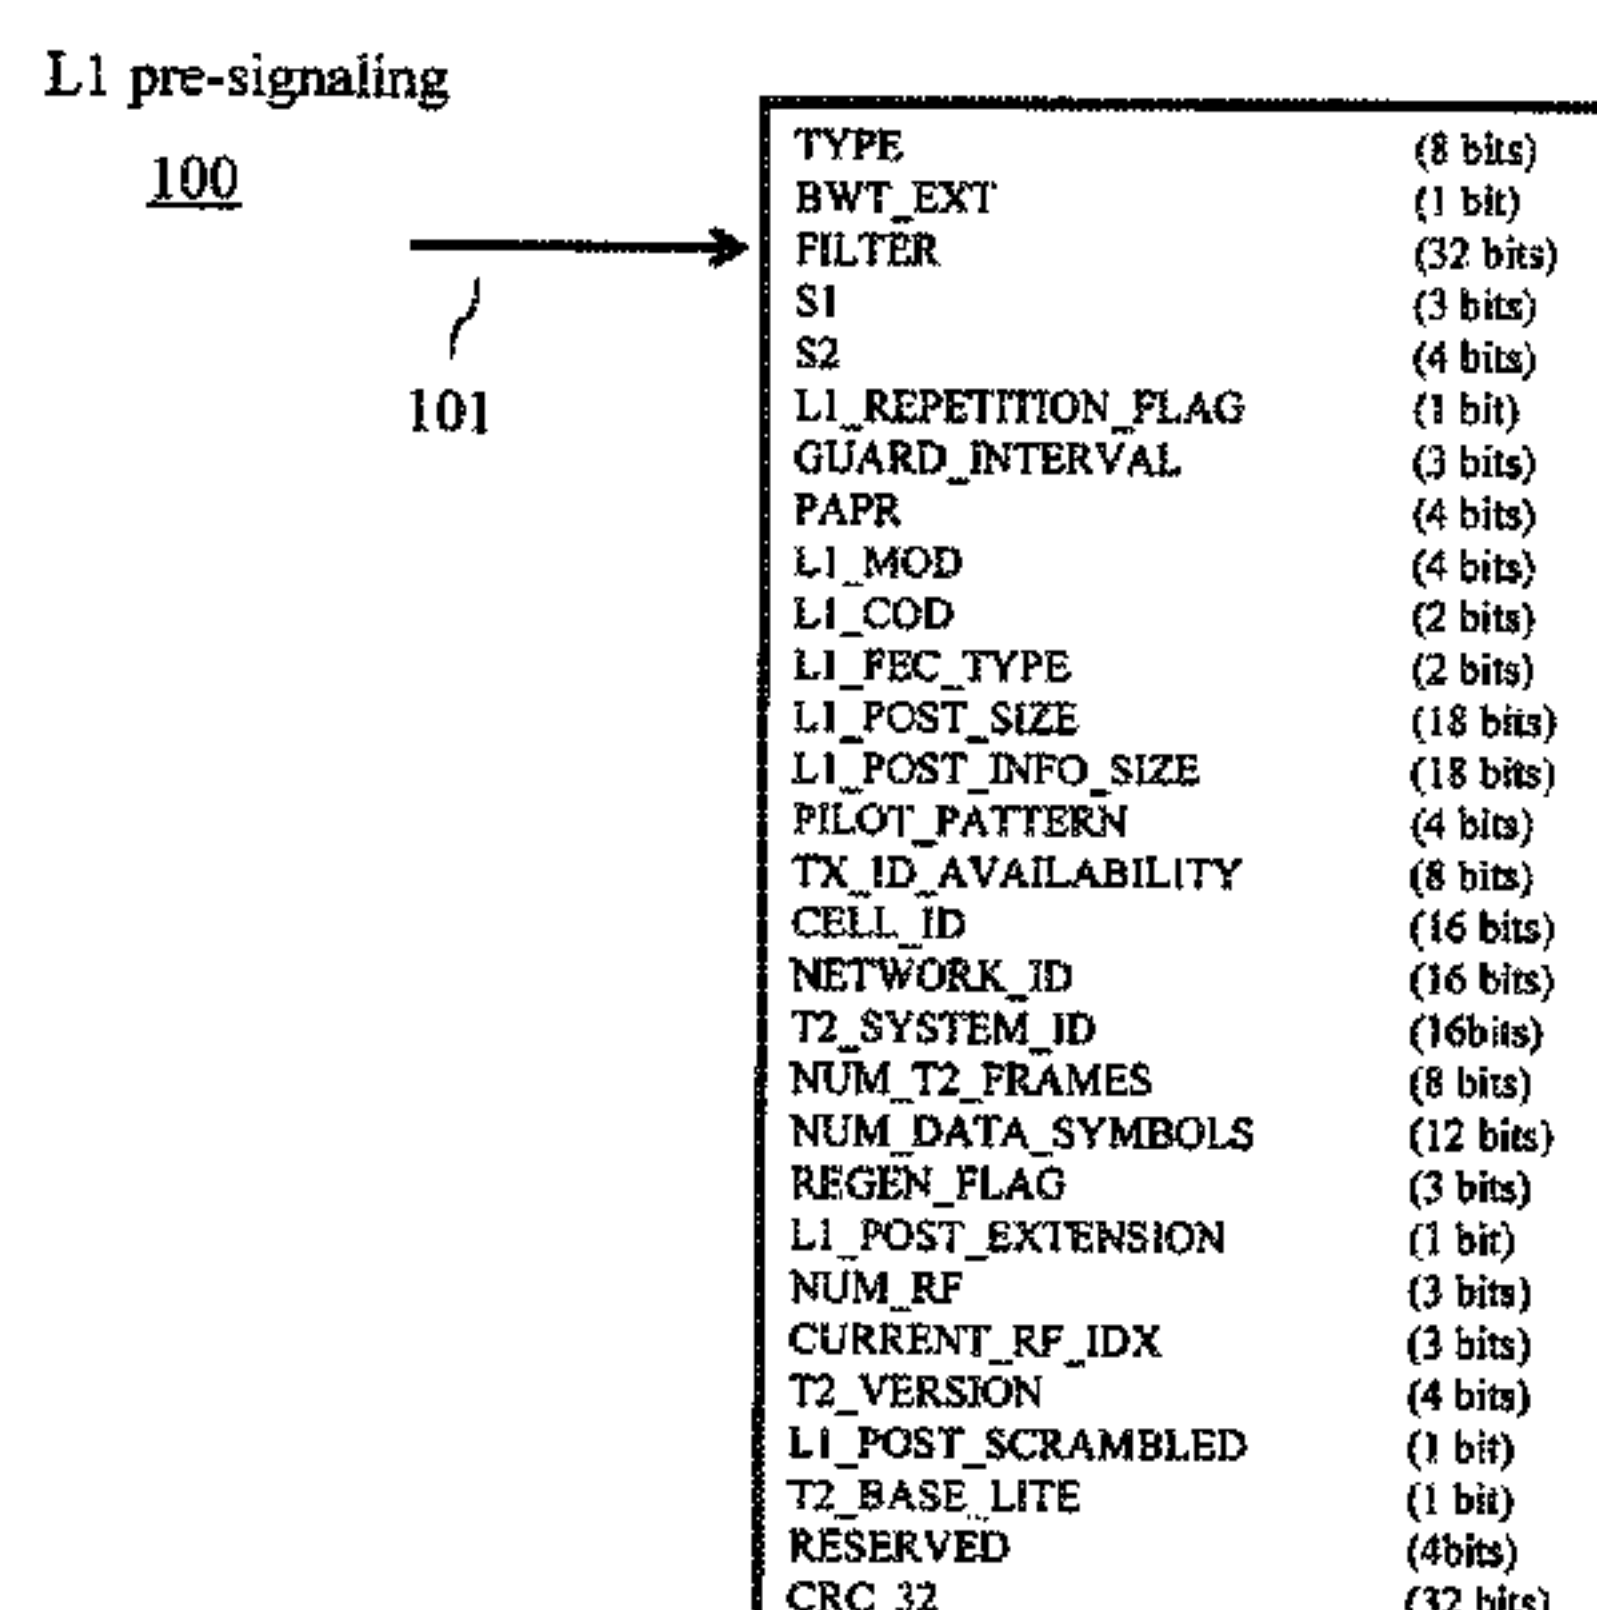 L1 pre-signaling
100
101
TYPE (8 bits)
BWT_EXT (1 bit)
FILTER (32 bits)
S1 (3 bits)
S2 (4 bits)
L1_REPETITION_FLAG (1 bit)
GUARD_INTERVAL (3 bits)
PAPR (4 bits)
L1_MOD (4 bits)
L1_COD (2 bits)
L1_FEC_TYPE (2 bits)
L1_POST_SIZE (18 bits)
L1_POST_INFO_SIZE (18 bits)
PILOT_PATTERN (4 bits)
TX_ID_AVAILABILITY (8 bits)
CELL_ID (16 bits)
NETWORK_ID (16 bits)
T2_SYSTEM_ID (16bits)
NUM_T2_FRAMES (8 bits)
NUM_DATA_SYMBOLS (12 bits)
REGEN_FLAG (3 bits)
L1_POST_EXTENSION (1 bit)
NUM_RF (3 bits)
CURRENT_RF_IDX (3 bits)
T2_VERSION (4 bits)
L1_POST_SCRAMBLED (1 bit)
T2_BASE_LITE (1 bit)
RESERVED (4bits)
CRC_32 (32 bits)